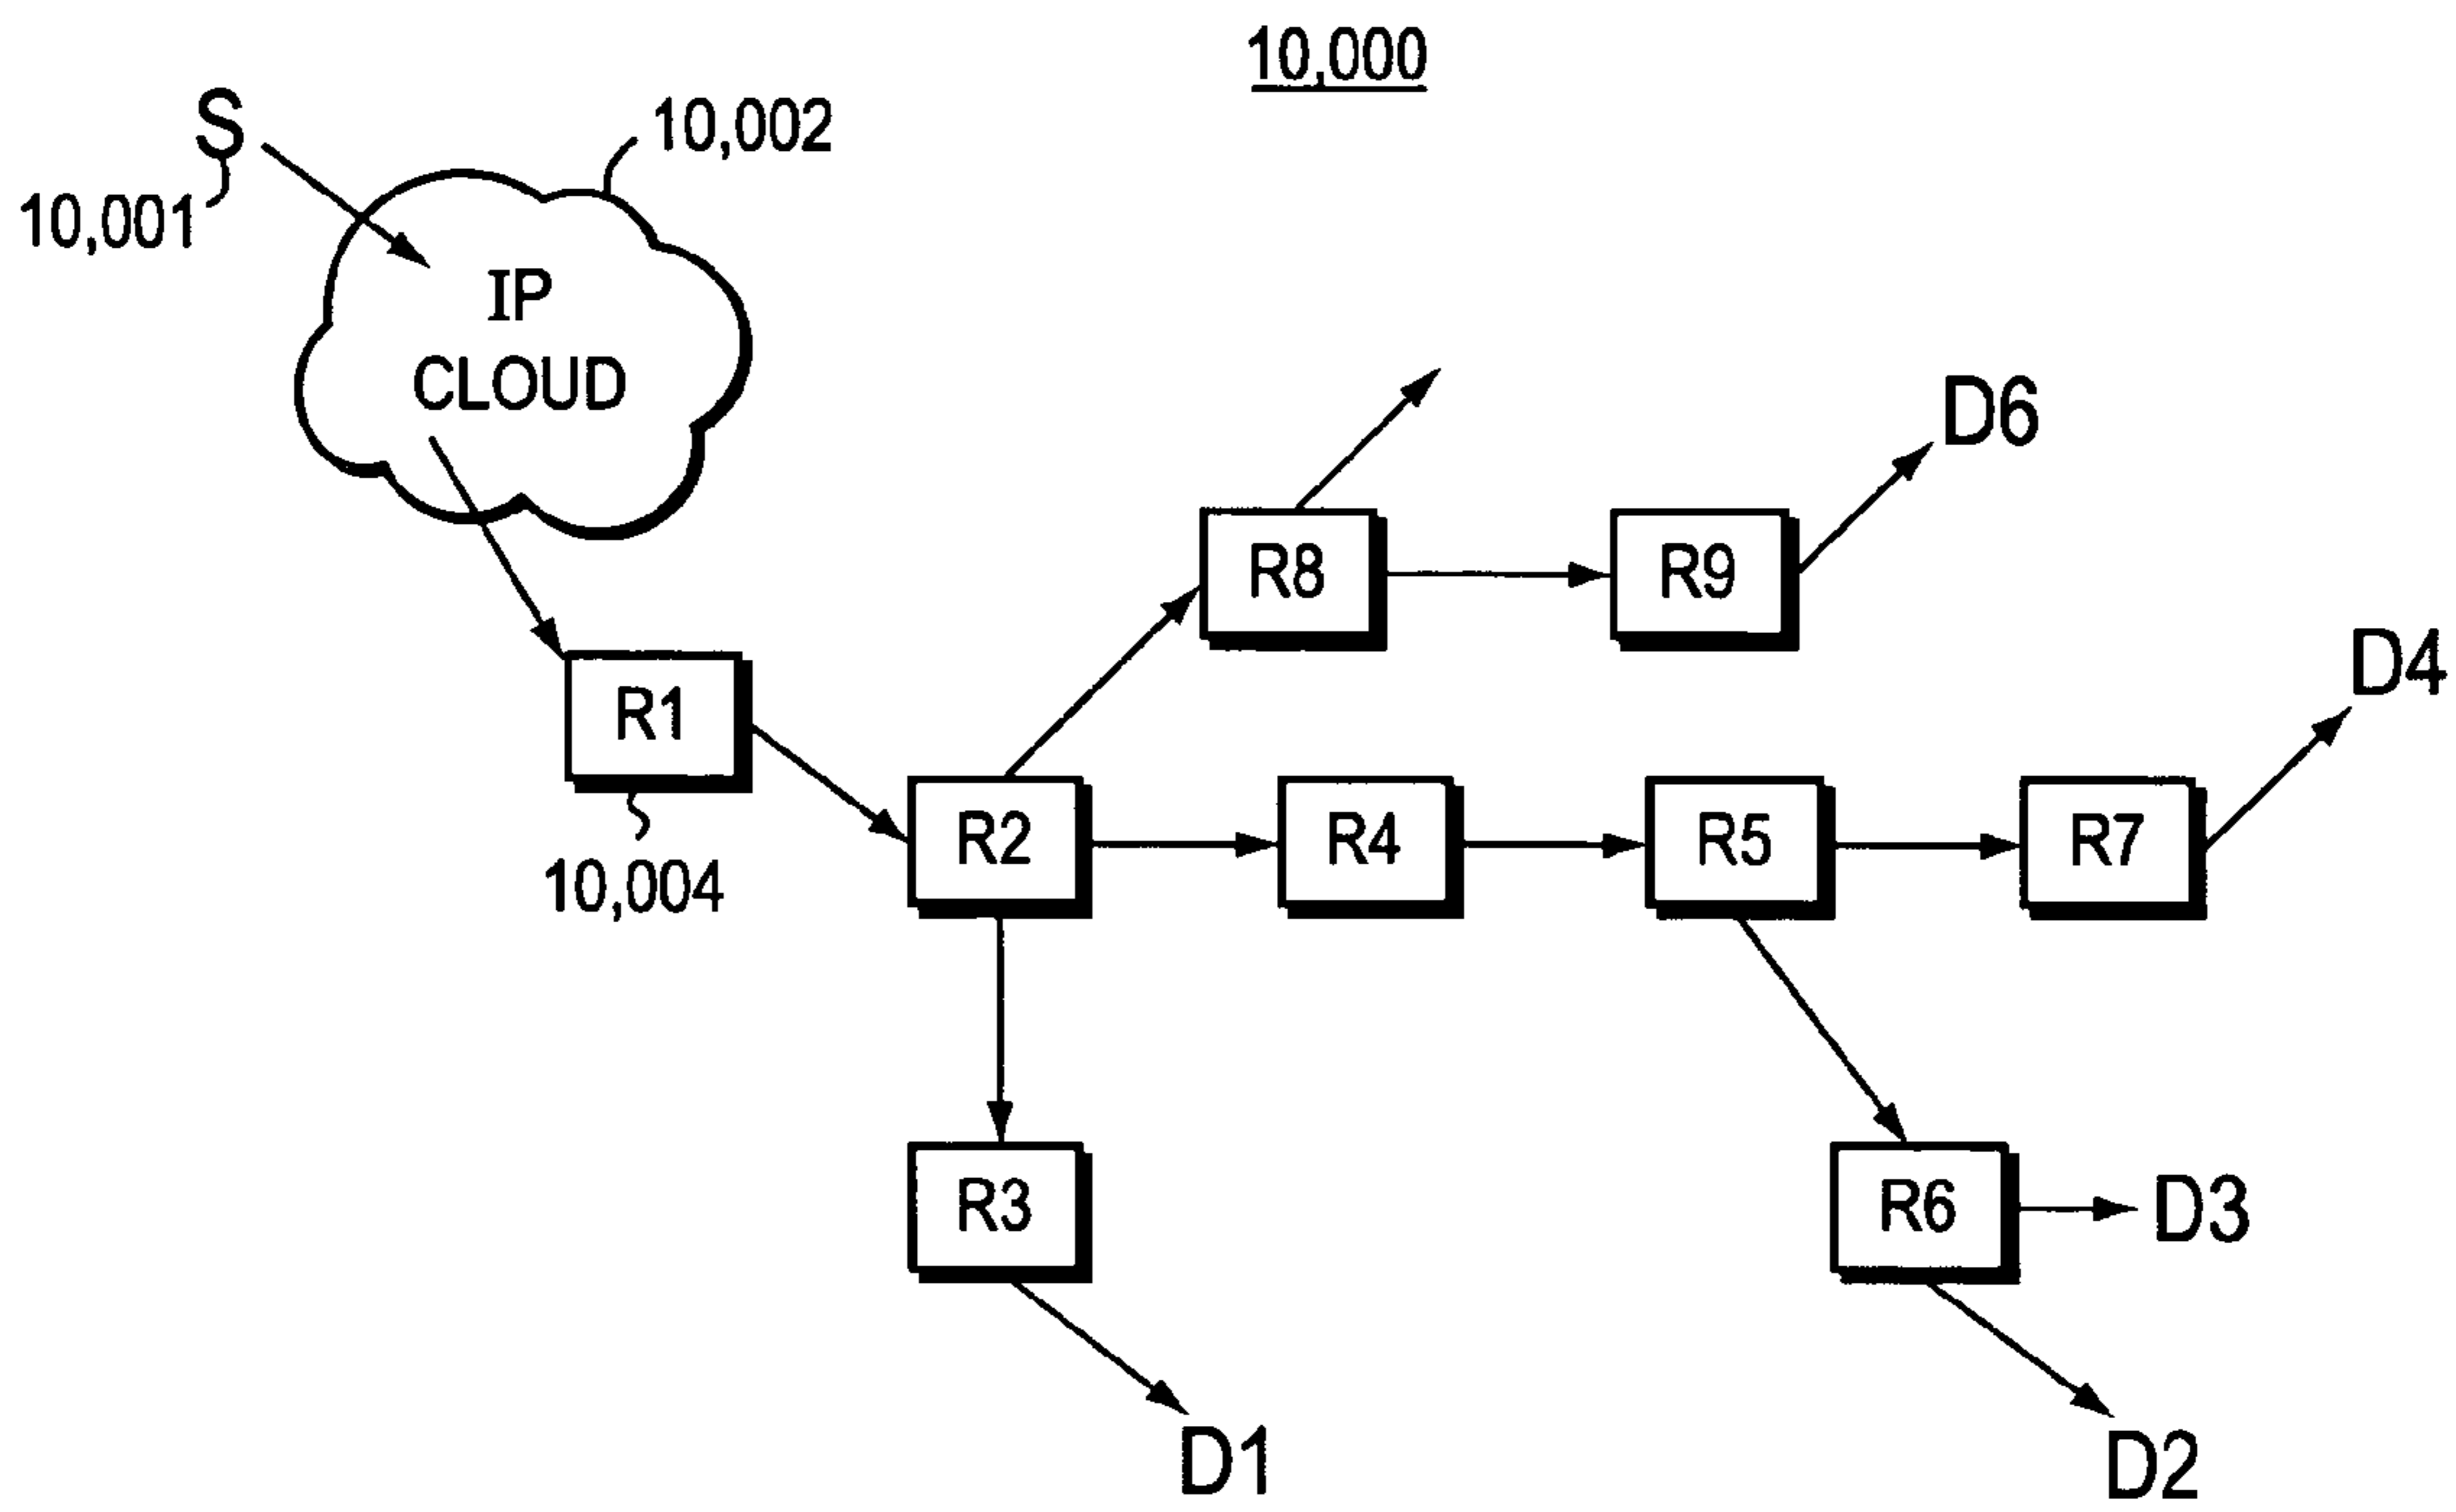 10,000
S
10,002
10,001
IP
CLOUD
D6
R8
R9
D4
R1
R2
R4
R5
R7
10,004
R3
R6
D3
D1
D2